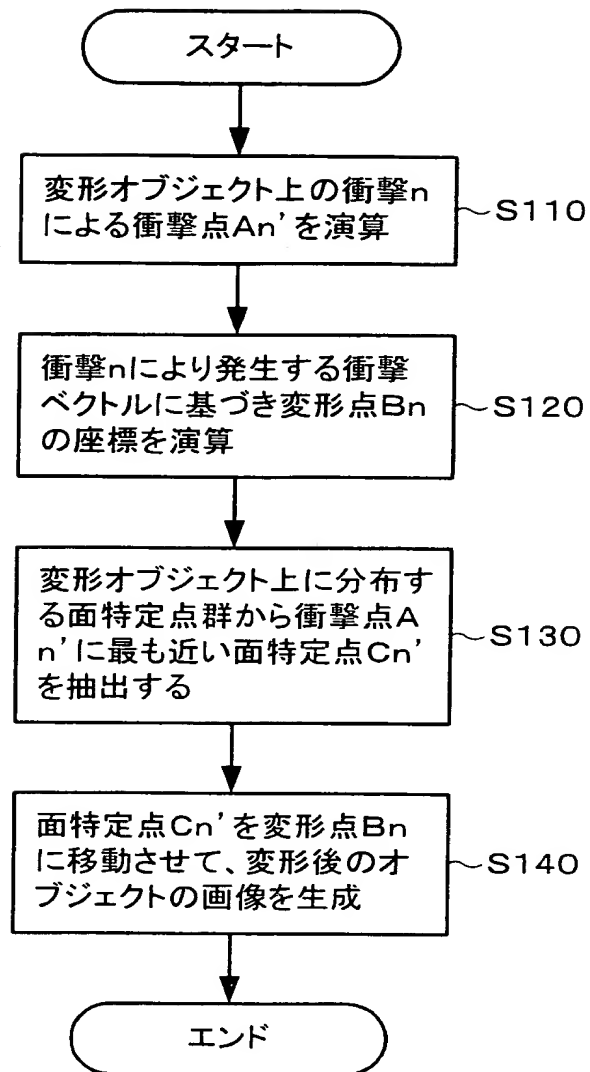 スタート
変形オブジェクト上の衝撃n
による衝撃点An'を演算
～S110
衝撃nにより発生する衝撃
ベクトルに基づき変形点Bn
の座標を演算
～S120
変形オブジェクト上に分布す
る面特定点群から衝撃点A
n'に最も近い面特定点Cn'
を抽出する
～S130
面特定点Cn'を変形点Bn
に移動させて、変形後のオ
ブジェクトの画像を生成
～S140
エンド